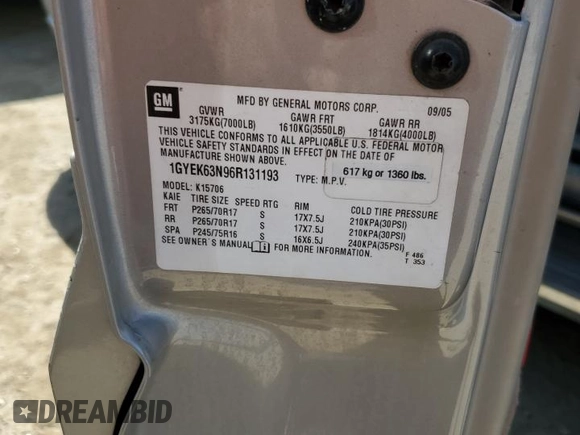 GM
MFD BY GENERAL MOTORS CORP.
09/05
GVWR GAWR FRT GAWR RR
3175KG(7000LB) 1610KG(3550LB) 1814KG(4000LB)
THIS VEHICLE CONFORMS TO ALL APPLICABLE U.S. FEDERAL MOTOR
VEHICLE SAFETY STANDARDS IN EFFECT ON THE DATE OF
MANUFACTURE SHOWN ABOVE.
617 kg or 1360 lbs.
1GYEK63N96R131193 TYPE: M.P.V.
MODEL: K15706
KAIE TIRE SIZE SPEED RTG RIM COLD TIRE PRESSURE
FRT P265/70R17 S 17X7.5J 210KPA(30PSI)
RR P265/70R17 S 17X7.5J 210KPA(30PSI)
SPA P245/75R16 S 16X6.5J 240KPA(35PSI)
SEE OWNER'S MANUAL FOR MORE INFORMATION.
F 486
T 353
DREAMBID